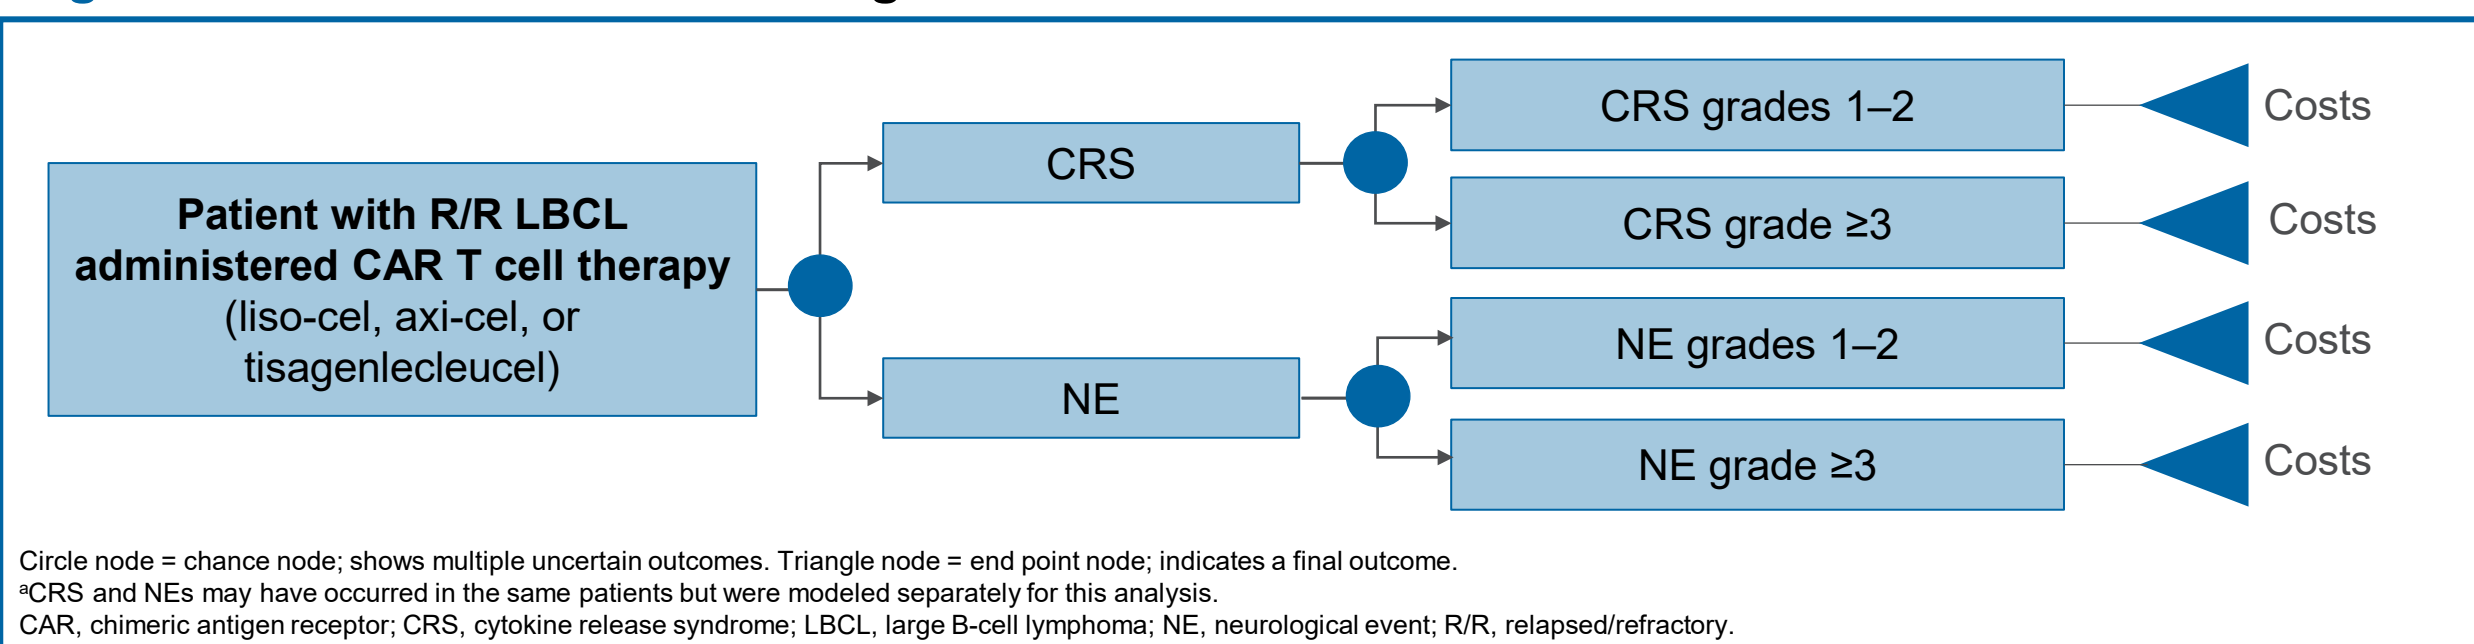 Patient with R/R LBCL
administered CAR T cell therapy
(liso-cel, axi-cel, or
tisagenlecleucel)
CRS
NE
CRS grades 1–2
CRS grade ≥3
NE grades 1–2
NE grade ≥3
Costs
Costs
Costs
Costs
Circle node = chance node; shows multiple uncertain outcomes. Triangle node = end point node; indicates a final outcome.
ᵃCRS and NEs may have occurred in the same patients but were modeled separately for this analysis.
CAR, chimeric antigen receptor; CRS, cytokine release syndrome; LBCL, large B-cell lymphoma; NE, neurological event; R/R, relapsed/refractory.